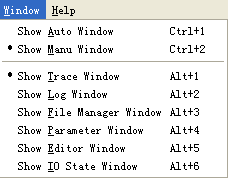 Window Help
Show Auto Window Ctrl+1
Show Manu Window Ctrl+2
Show Trace Window Alt+1
Show Log Window Alt+2
Show File Manager Window Alt+3
Show Parameter Window Alt+4
Show Editor Window Alt+5
Show IO State Window Alt+6